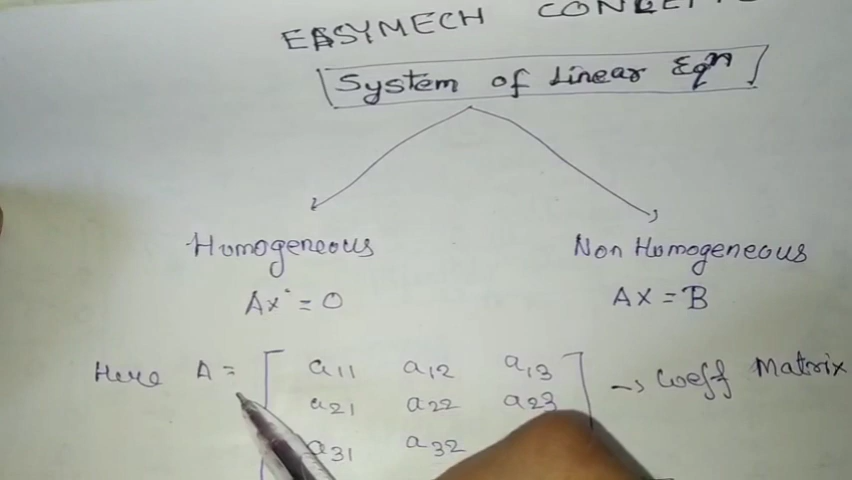 EASYMECH
System of Linear Eqn
Homogeneous Non Homogeneous
AX = 0 AX = B
Here A = a11 a12 a13 → Coeff Matrix
a21 a22 a23
a31 a32